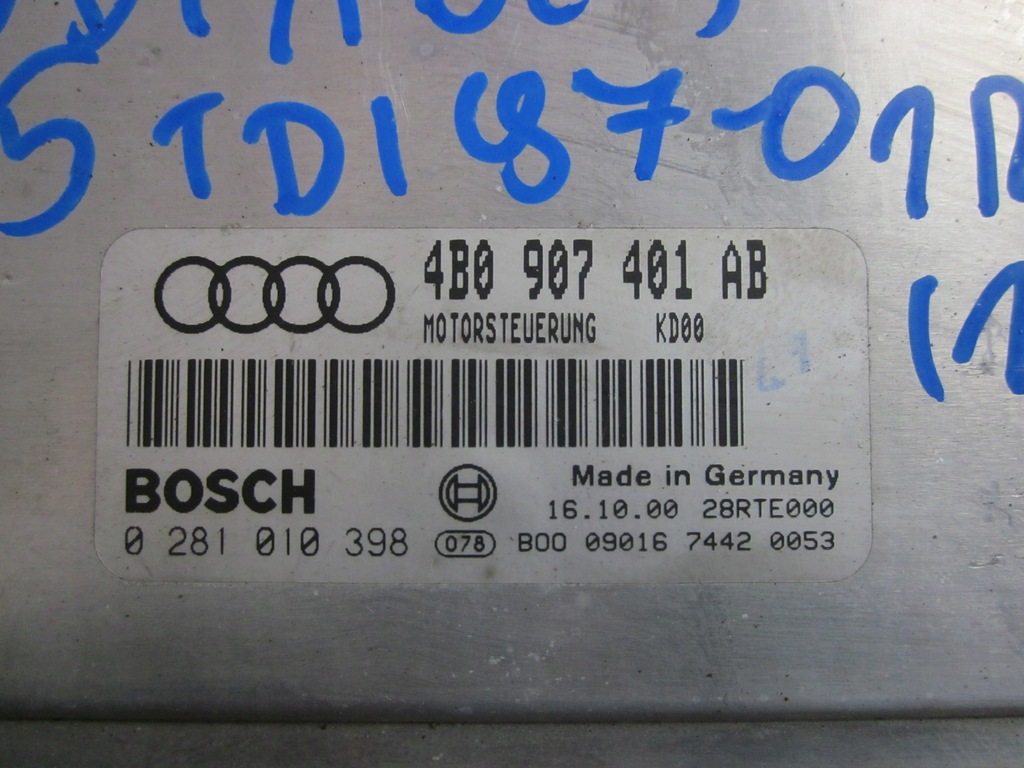 5 TDI 97-01
4B0 907 401 AB
MOTORSTEUERUNG KD00
BOSCH
Made in Germany
16.10.00 28RTE000
0 281 010 398 078 B00 09016 7442 0053